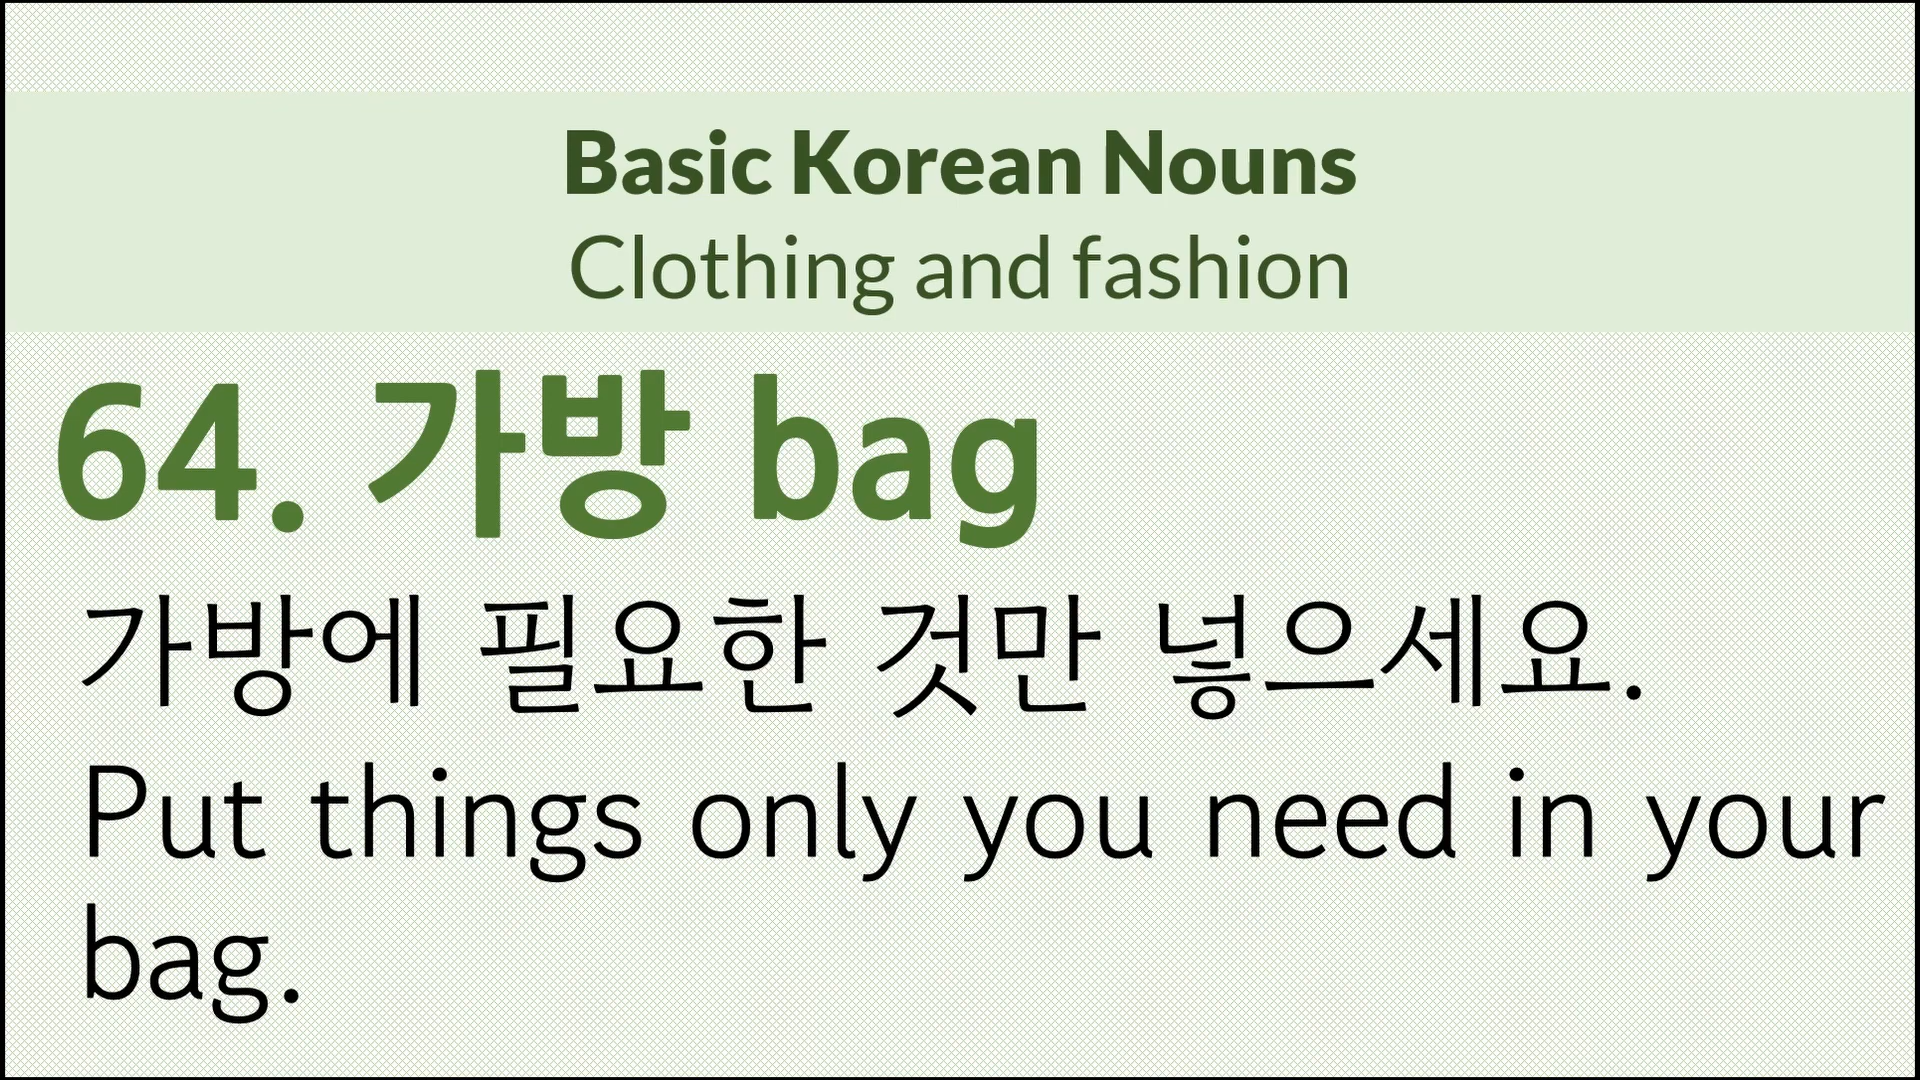 Basic Korean Nouns
Clothing and fashion
64. 가방 bag
가방에 필요한 것만 넣으세요.
Put things only you need in your
bag.